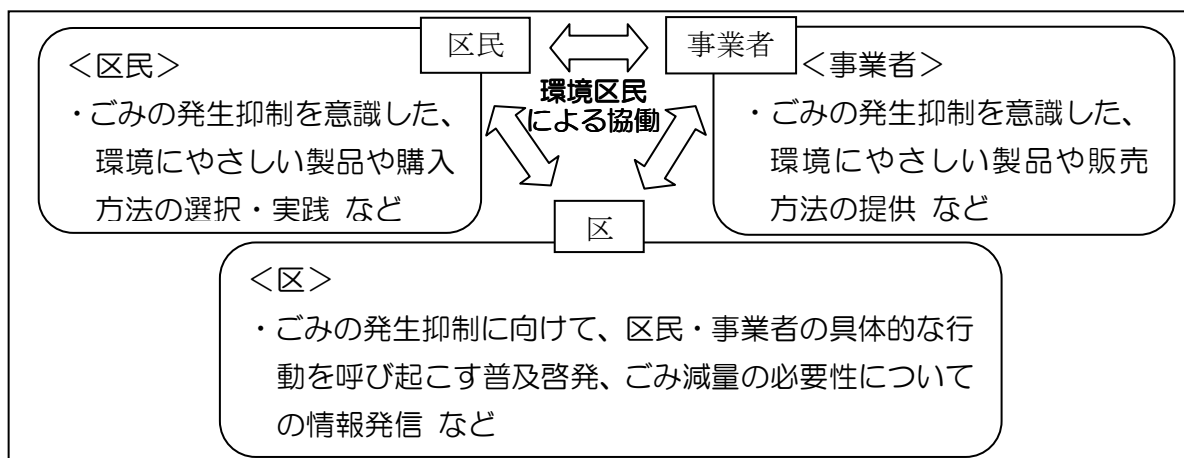 区民
事業者
環境区民
による協働
区
＜区民＞
・ごみの発生抑制を意識した、
環境にやさしい製品や購入
方法の選択・実践 など
＜事業者＞
・ごみの発生抑制を意識した、
環境にやさしい製品や販売
方法の提供 など
＜区＞
・ごみの発生抑制に向けて、区民・事業者の具体的な行
動を呼び起こす普及啓発、ごみ減量の必要性について
の情報発信 など